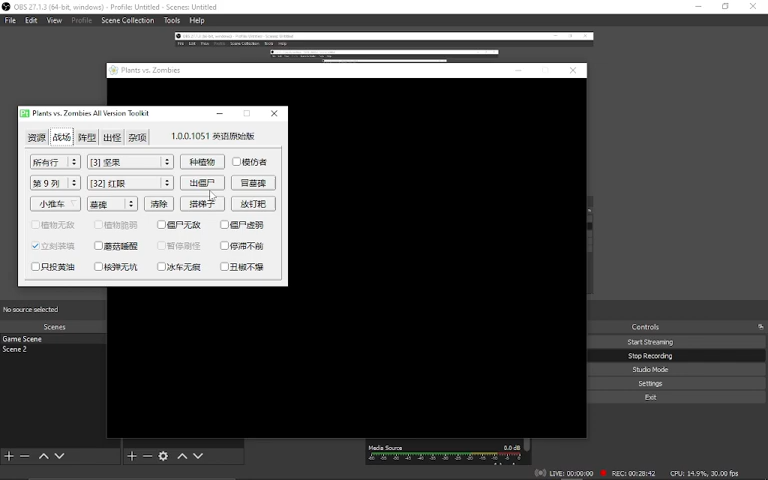 OBS 27.1.3 (64-bit, windows) - Profile: Untitled - Scenes: Untitled
File Edit View Profile Scene Collection Tools Help
Plants vs. Zombies
Plants vs. Zombies All Version Toolkit
资源 战场 阵型 出怪 杂项 1.0.0.1051 英语原始版
所有行 [3] 坚果 种植物 模仿者
第 9 列 [32] 红眼 出僵尸 冒墓碑
小推车 墓碑 清除 搭梯子 放钉耙
植物无敌 植物脆弱 僵尸无敌 僵尸虚弱
立刻装填 蘑菇睡醒 暂停刷怪 停滞不前
只投黄油 核弹无坑 冰车无痕 丑椒不爆
No source selected
Scenes
Game Scene
Scene 2
Controls
Start Streaming
Stop Recording
Studio Mode
Settings
Exit
Media Source 0.0 dB
LIVE: 00:00:00 REC: 00:28:42 CPU: 14.9%, 30.00 fps